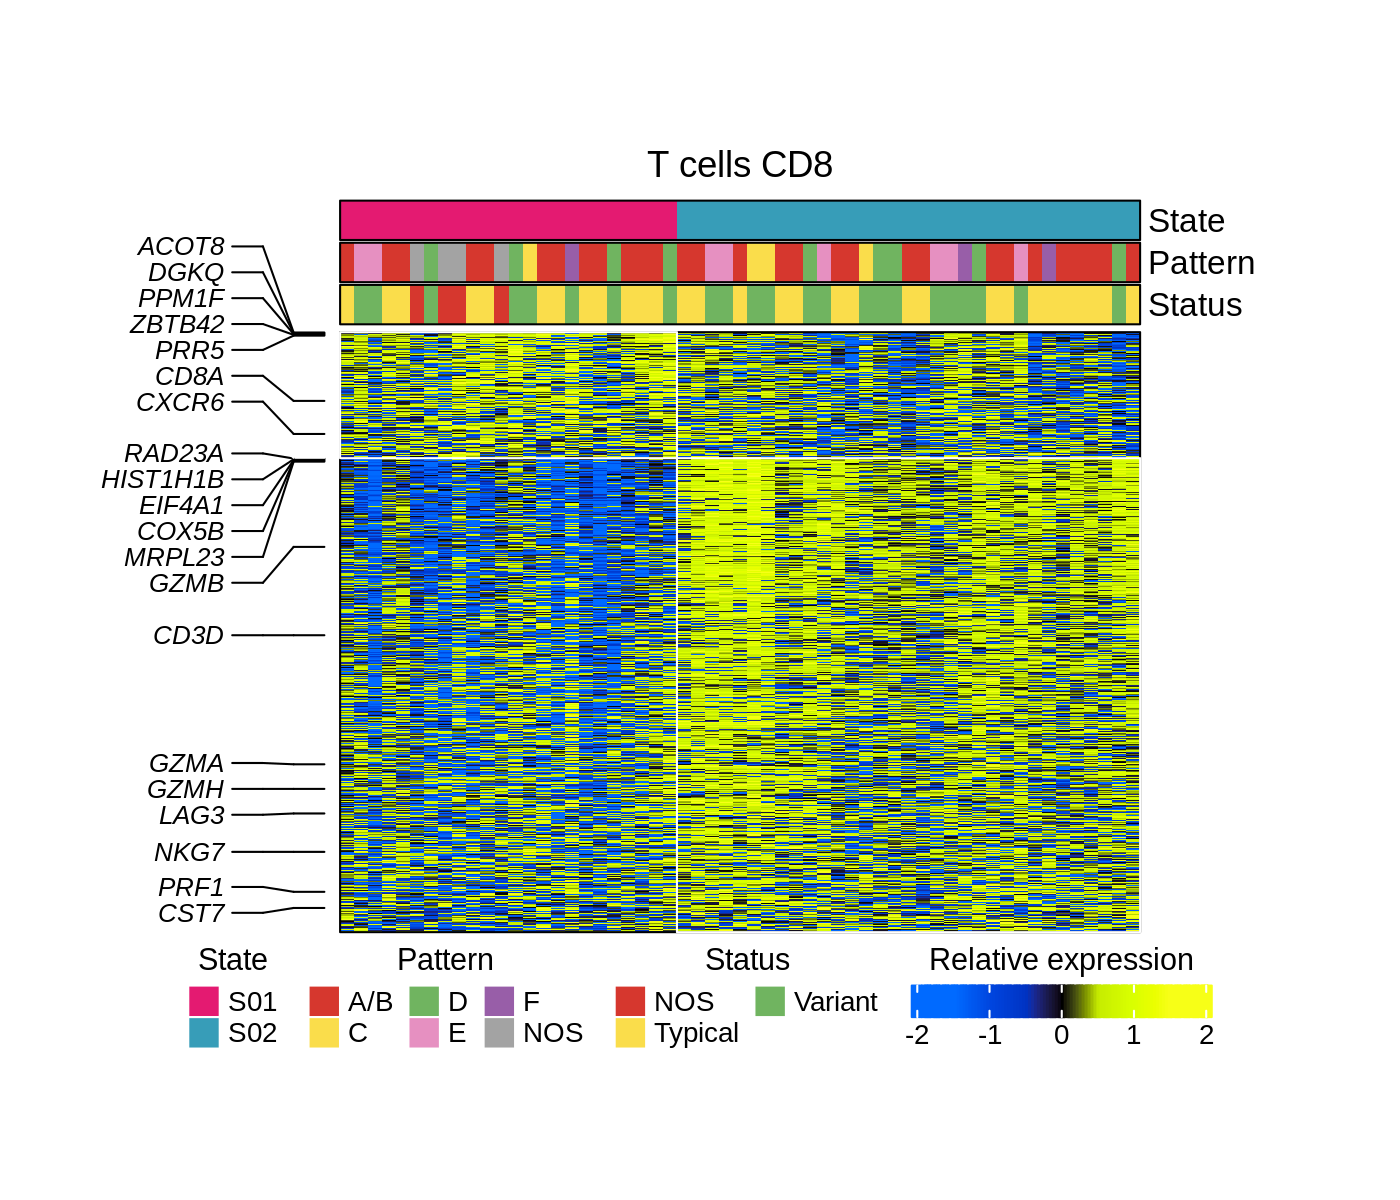 T cells CD8
State
Pattern
Status
ACOT8
DGKQ
PPM1F
ZBTB42
PRR5
CD8A
CXCR6
RAD23A
HIST1H1B
EIF4A1
COX5B
MRPL23
GZMB
CD3D
GZMA
GZMH
LAG3
NKG7
PRF1
CST7
State Pattern Status Relative expression
S01 A/B D F NOS Variant
S02 C E NOS Typical
-2 -1 0 1 2